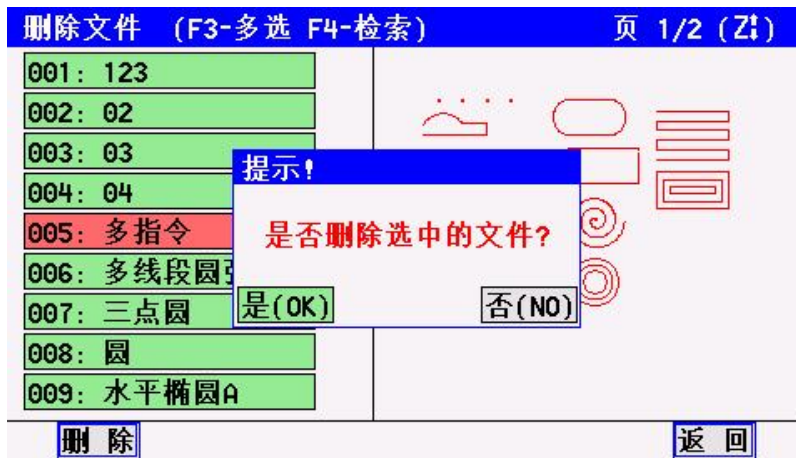 删除文件 (F3-多选 F4-检索) 页 1/2 (Z↕)
001: 123
002: 02
003: 03
004: 04
005: 多指令
006: 多线段圆
007: 三点圆
008: 圆
009: 水平椭圆A
提示!
是否删除选中的文件?
是(OK) 否(NO)
删 除 返 回